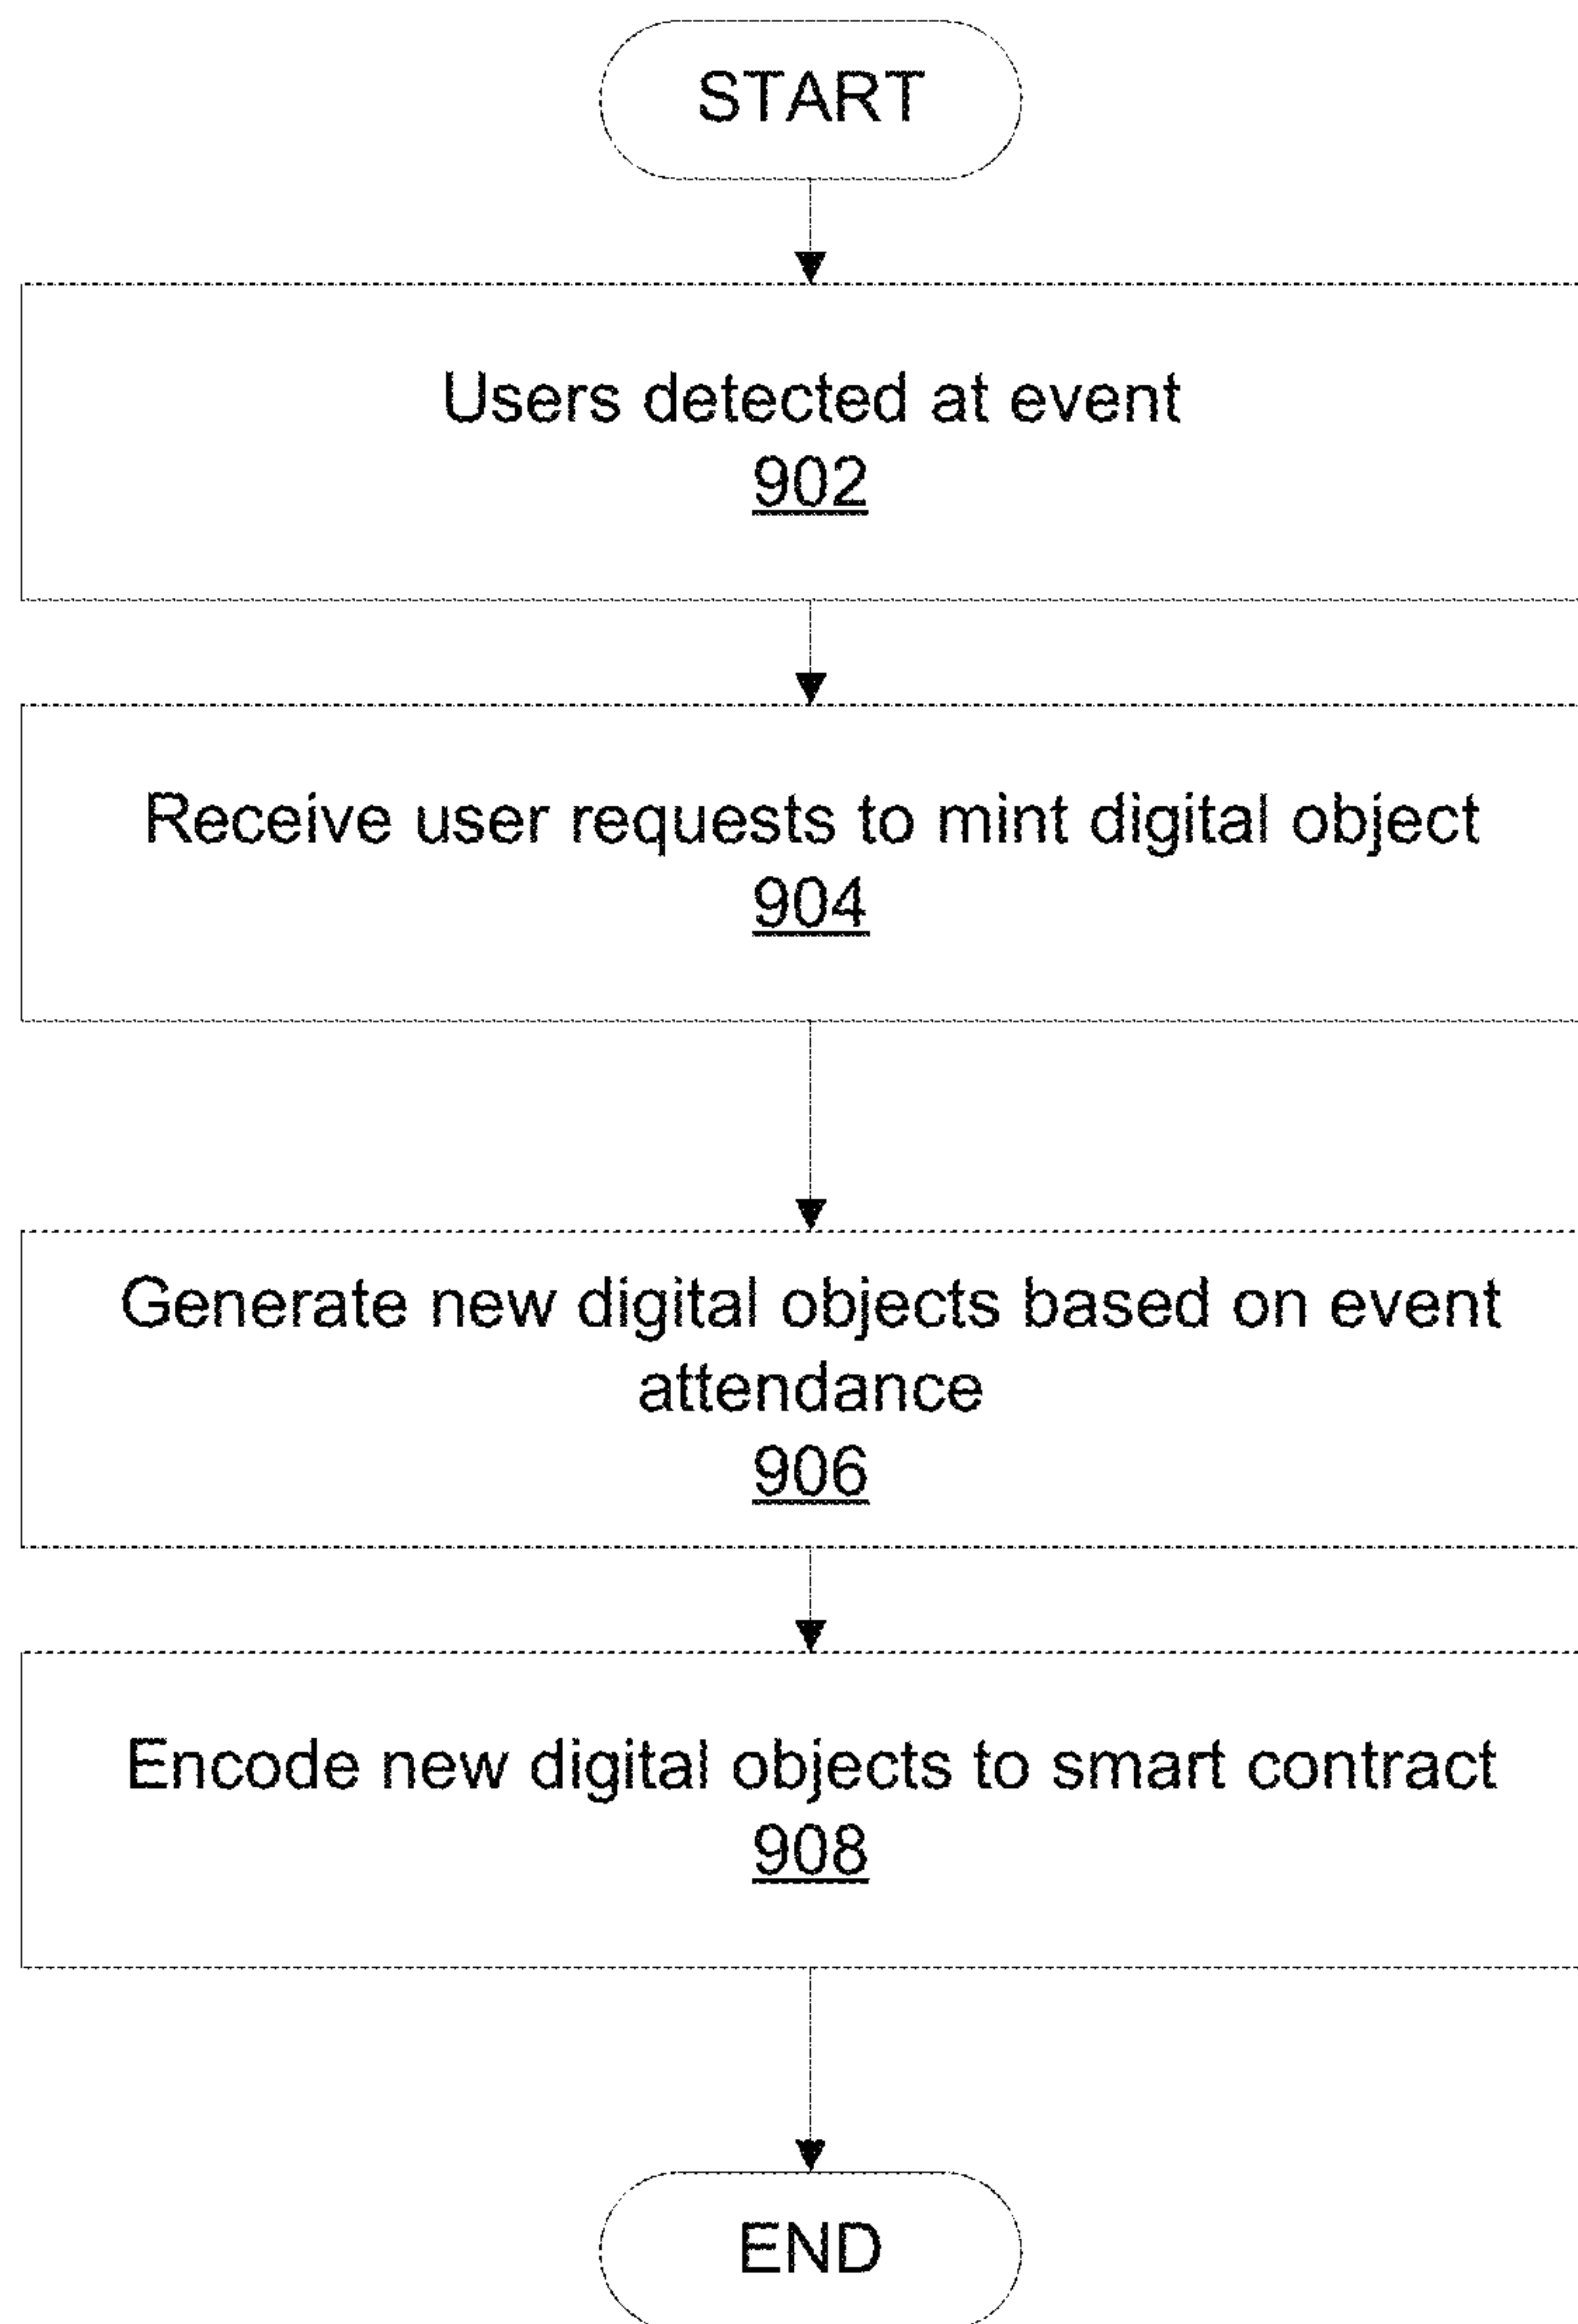 START
Users detected at event
902
Receive user requests to mint digital object
904
Generate new digital objects based on event
attendance
906
Encode new digital objects to smart contract
908
END